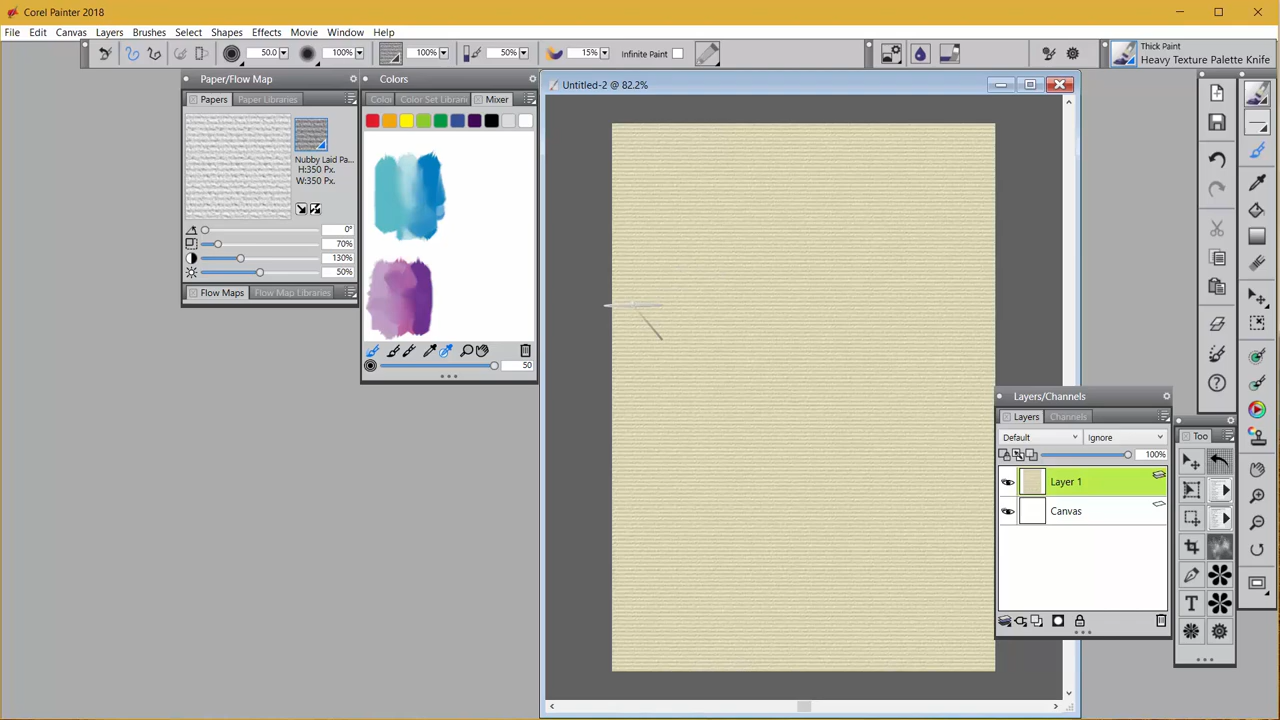 Corel Painter 2018
File Edit Canvas Layers Brushes Select Shapes Effects Movie Window Help
50.0 100% 100% 50% 15% Infinite Paint
Thick Paint
Heavy Texture Palette Knife
Paper/Flow Map
Papers Paper Libraries
Nubby Laid Pa...
H:350 Px.
W:350 Px.
0°
70%
130%
50%
Flow Maps Flow Map Libraries
Colors
Color Color Set Librar Mixer
50
Untitled-2 @ 82.2%
Layers/Channels
Layers Channels
Default Ignore
100%
Layer 1
Canvas
Too
T